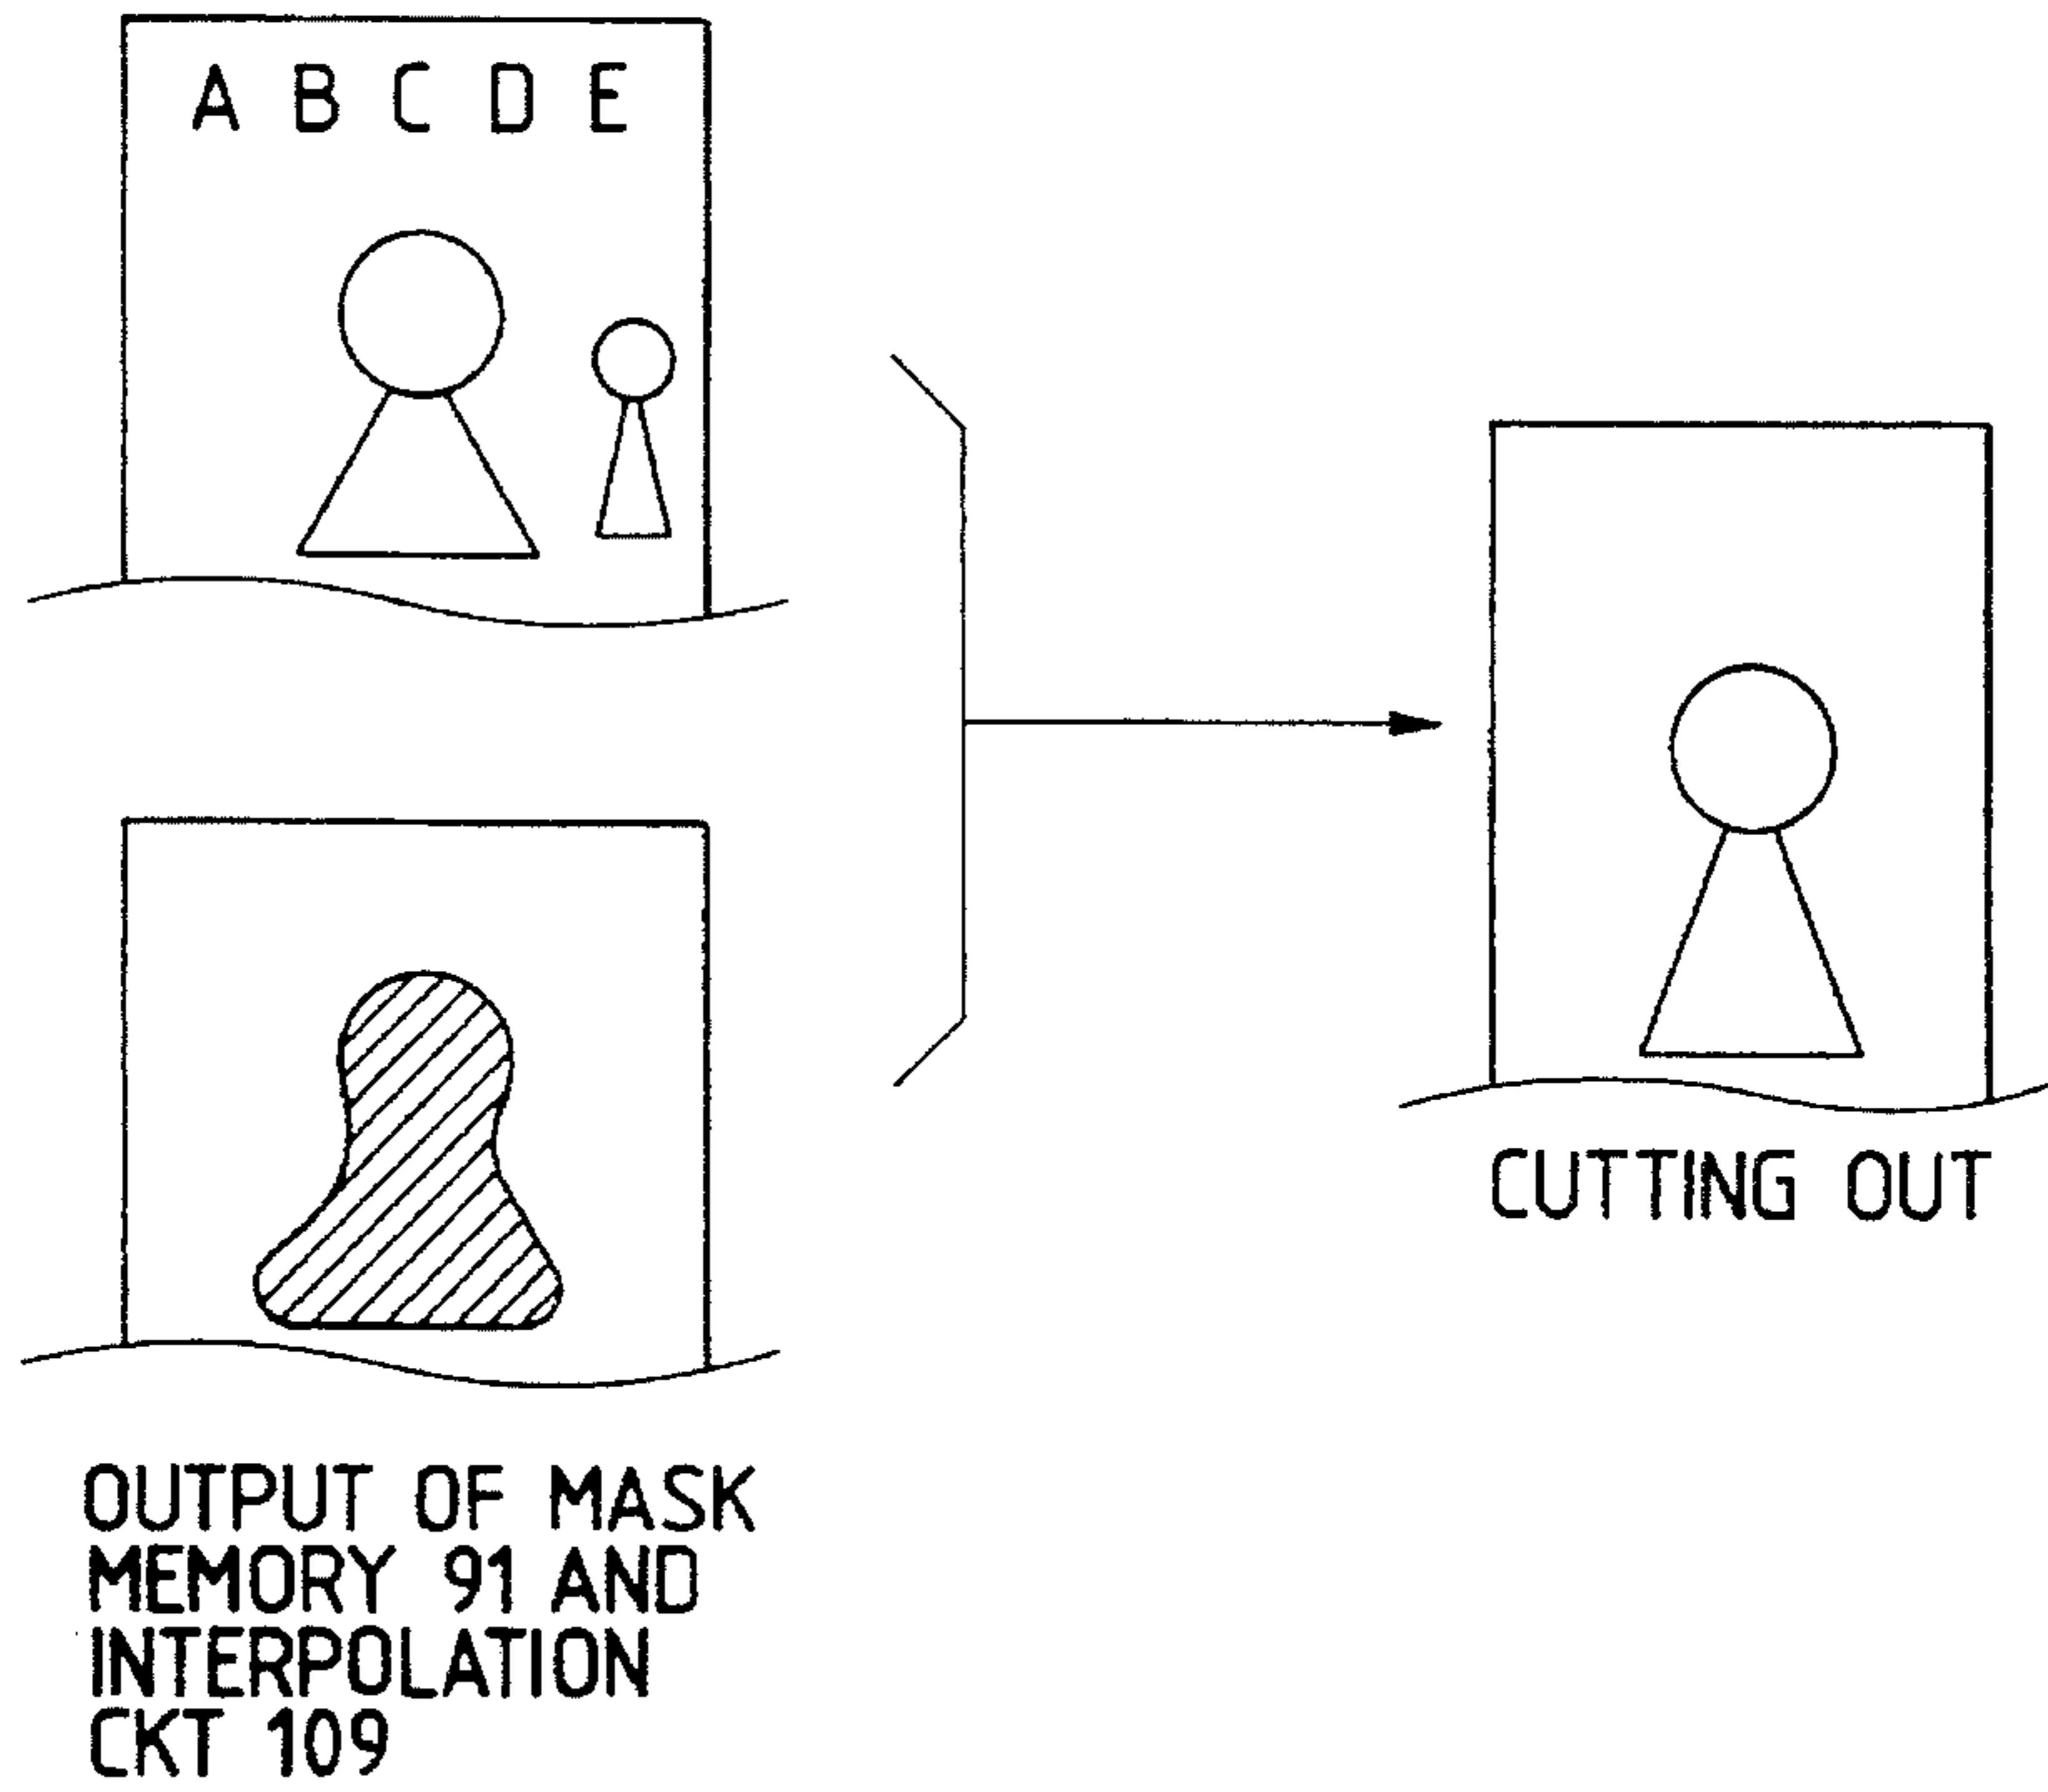 A B C D E
CUTTING OUT
OUTPUT OF MASK
MEMORY 91 AND
INTERPOLATION
CKT 109